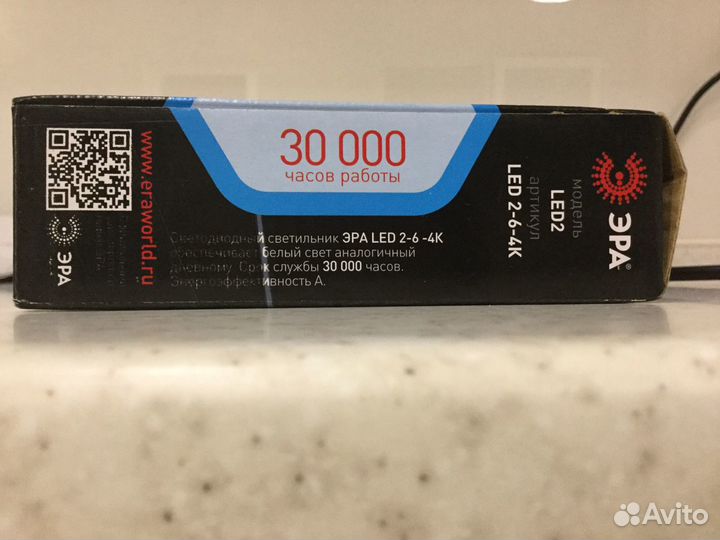 30 000
часов работы
Светодиодный светильник ЭРА LED 2-6 -4K
обеспечивает белый свет аналогичный
дневному. Срок службы 30 000 часов.
Энергоэффективность А.
www.eraworld.ru
ЭРА
модель
LED2
артикул
LED 2-6-4K
ЭРА®
Avito